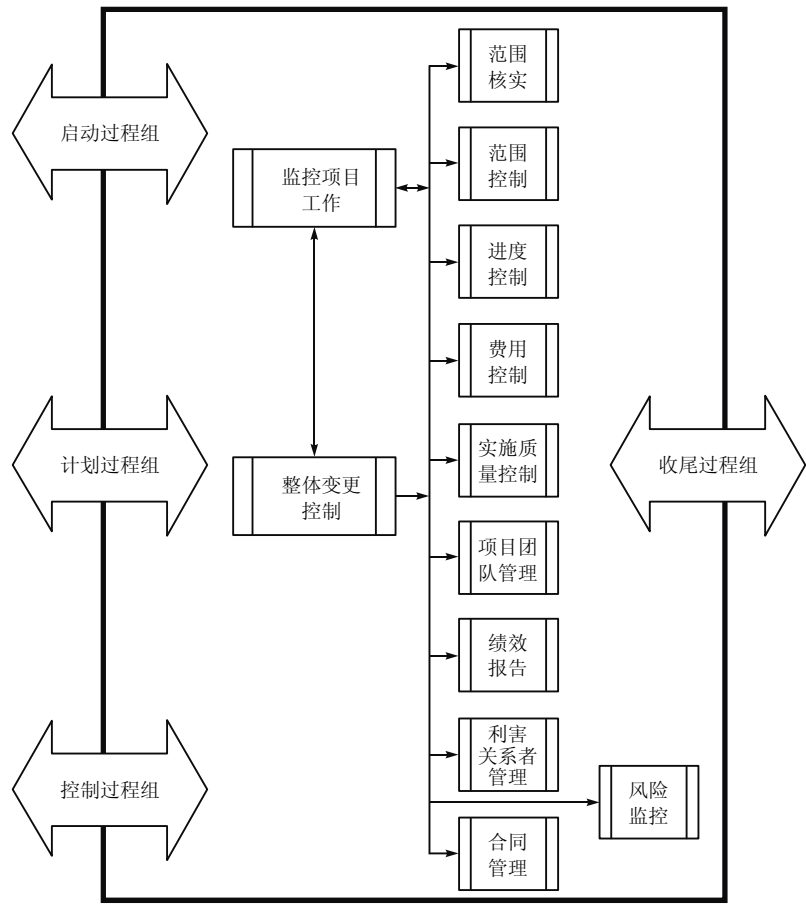 范围
核实
启动过程组
范围
控制
监控项目
工作
进度
控制
费用
控制
实施质
量控制
计划过程组
整体变更
控制
收尾过程组
项目团
队管理
绩效
报告
利害
关系者
管理
控制过程组
风险
监控
合同
管理